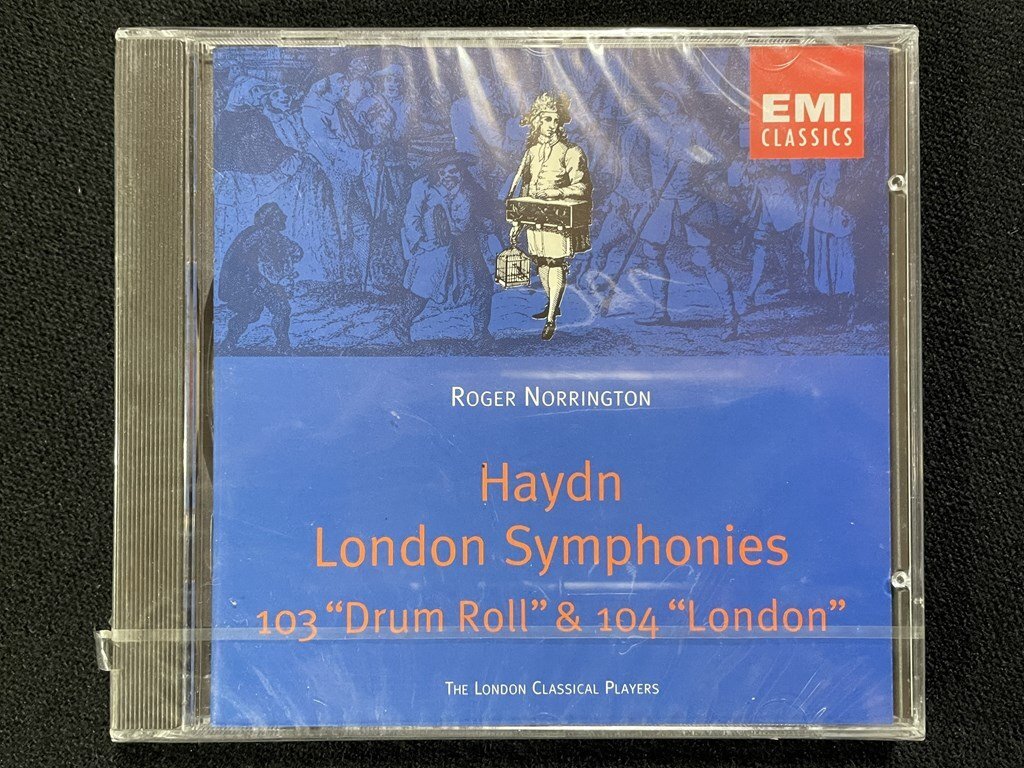 EMI
CLASSICS
ROGER NORRINGTON
Haydn
London Symphonies
103 “Drum Roll” & 104 “London”
THE LONDON CLASSICAL PLAYERS